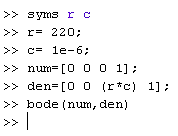 >> syms r c
>> r= 220;
>> c= 1e-6;
>> num=[0 0 0 1];
>> den=[0 0 (r*c) 1];
>> bode(num,den)
>>